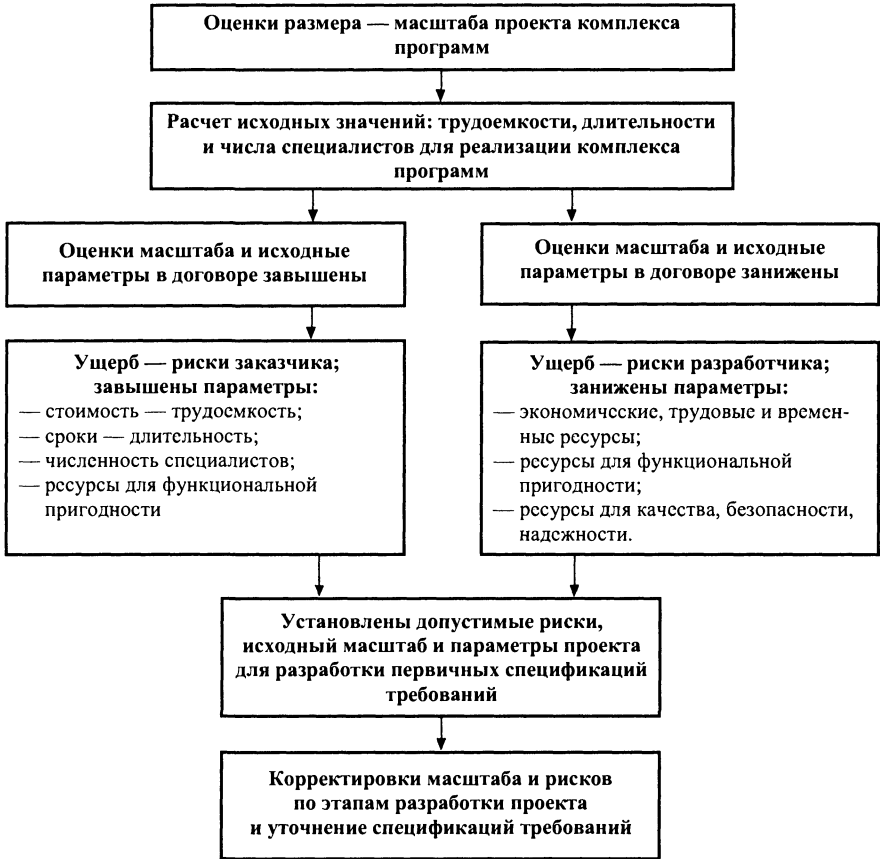 Оценки размера — масштаба проекта комплекса
программ
Расчет исходных значений: трудоемкости, длительности
и числа специалистов для реализации комплекса
программ
Оценки масштаба и исходные
параметры в договоре завышены
Оценки масштаба и исходные
параметры в договоре занижены
Ущерб — риски заказчика;
завышены параметры:
— стоимость — трудоемкость;
— сроки — длительность;
— численность специалистов;
— ресурсы для функциональной
пригодности
Ущерб — риски разработчика;
занижены параметры:
— экономические, трудовые и времен-
ные ресурсы;
— ресурсы для функциональной
пригодности;
— ресурсы для качества, безопасности,
надежности.
Установлены допустимые риски,
исходный масштаб и параметры проекта
для разработки первичных спецификаций
требований
Корректировки масштаба и рисков
по этапам разработки проекта
и уточнение спецификаций требований